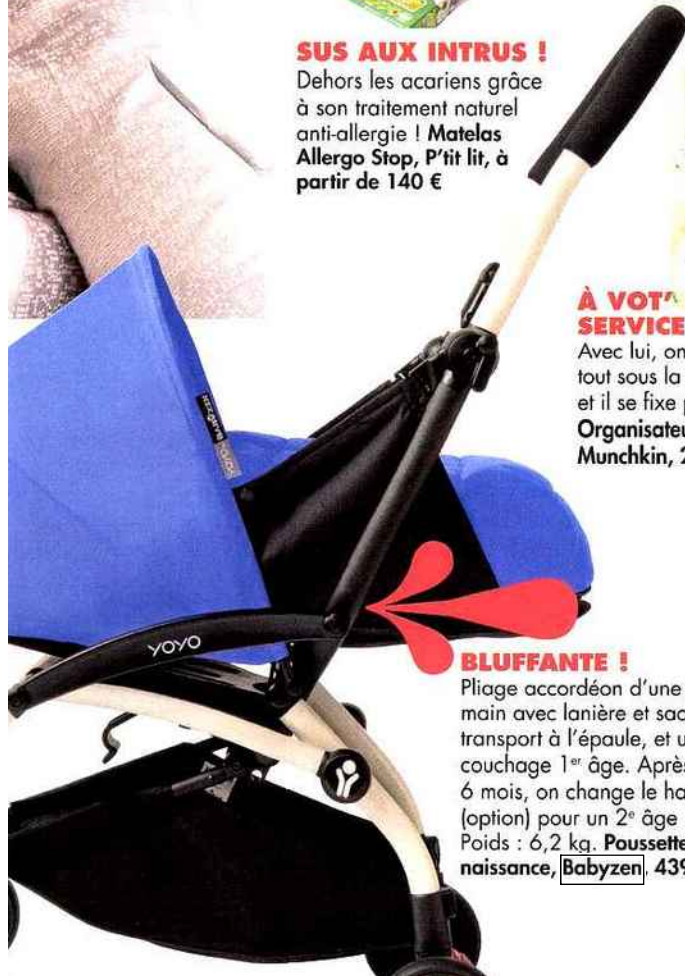 SUS AUX INTRUS !
Dehors les acariens grâce
à son traitement naturel
anti-allergie ! Matelas
Allergo Stop, P'tit lit, à
partir de 140 €
À VOT'
SERVICE
Avec lui, on
tout sous la
et il se fixe
Organisateu
Munchkin,
BABYZEN
YOYO
BLUFFANTE !
Pliage accordéon d'une
main avec lanière et sac
transport à l'épaule, et u
couchage 1er âge. Après
6 mois, on change le ha
(option) pour un 2e âge
Poids : 6,2 kg. Poussette
naissance, Babyzen, 439